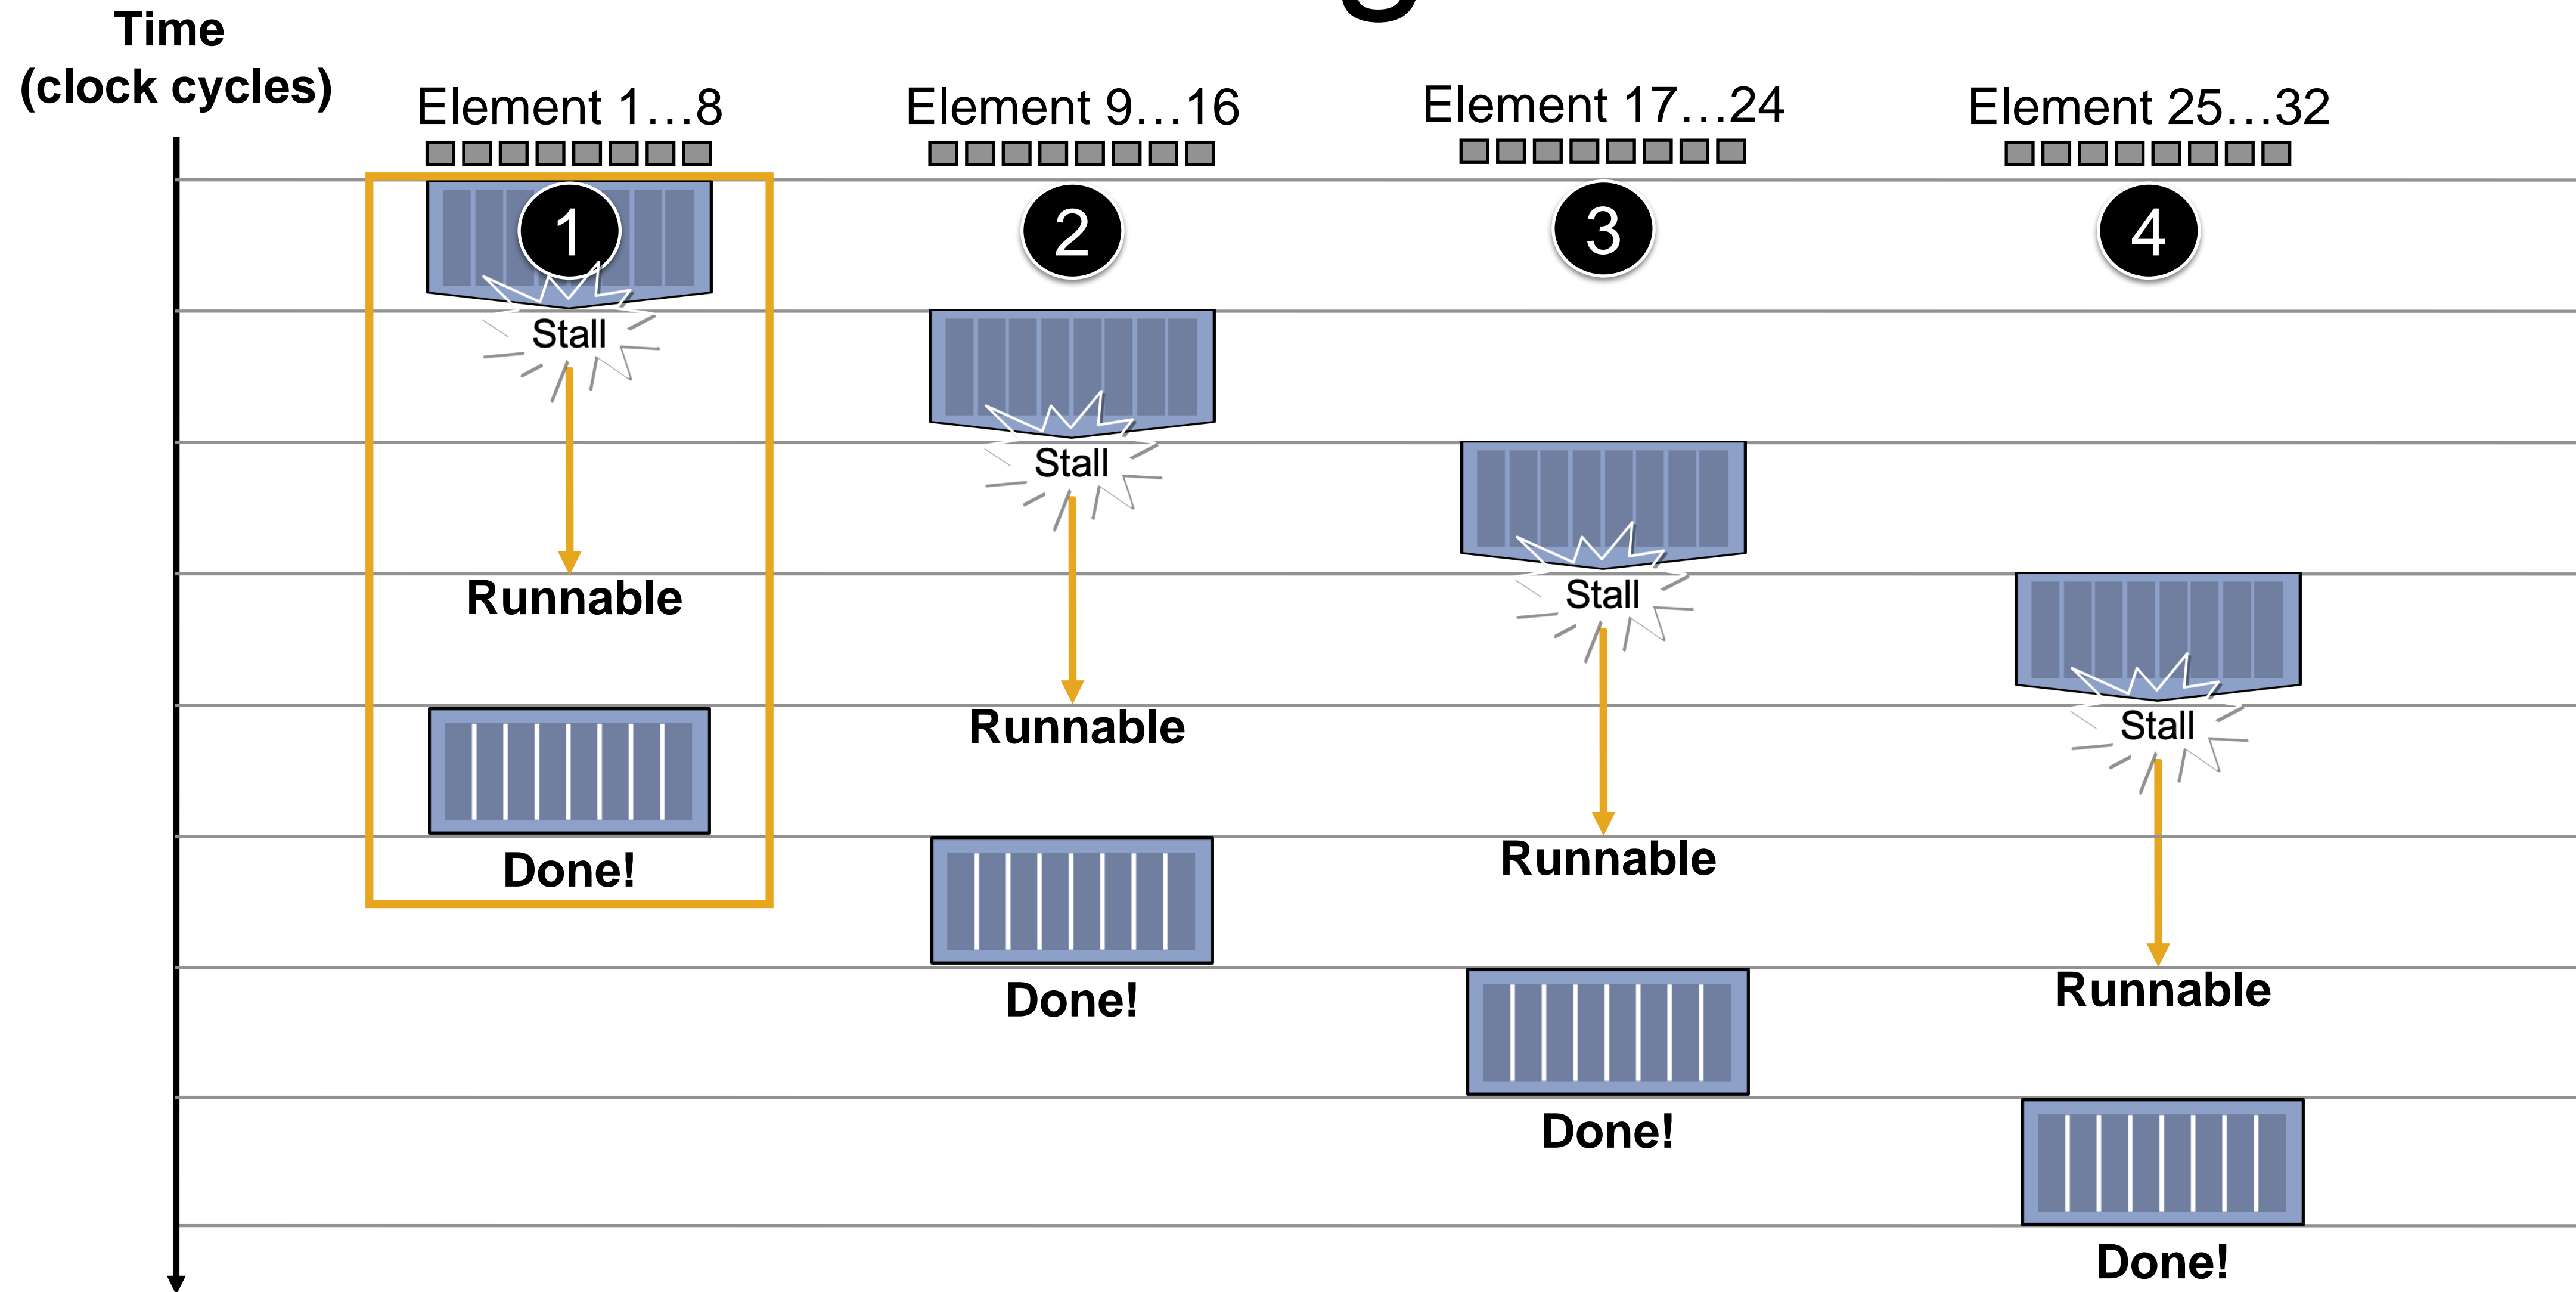 Time
(clock cycles)
Element 1…8
Element 9…16
Element 17…24
Element 25…32
1
2
3
4
Stall
Stall
Stall
Runnable
Stall
Runnable
Done!
Runnable
Done!
Runnable
Done!
Done!